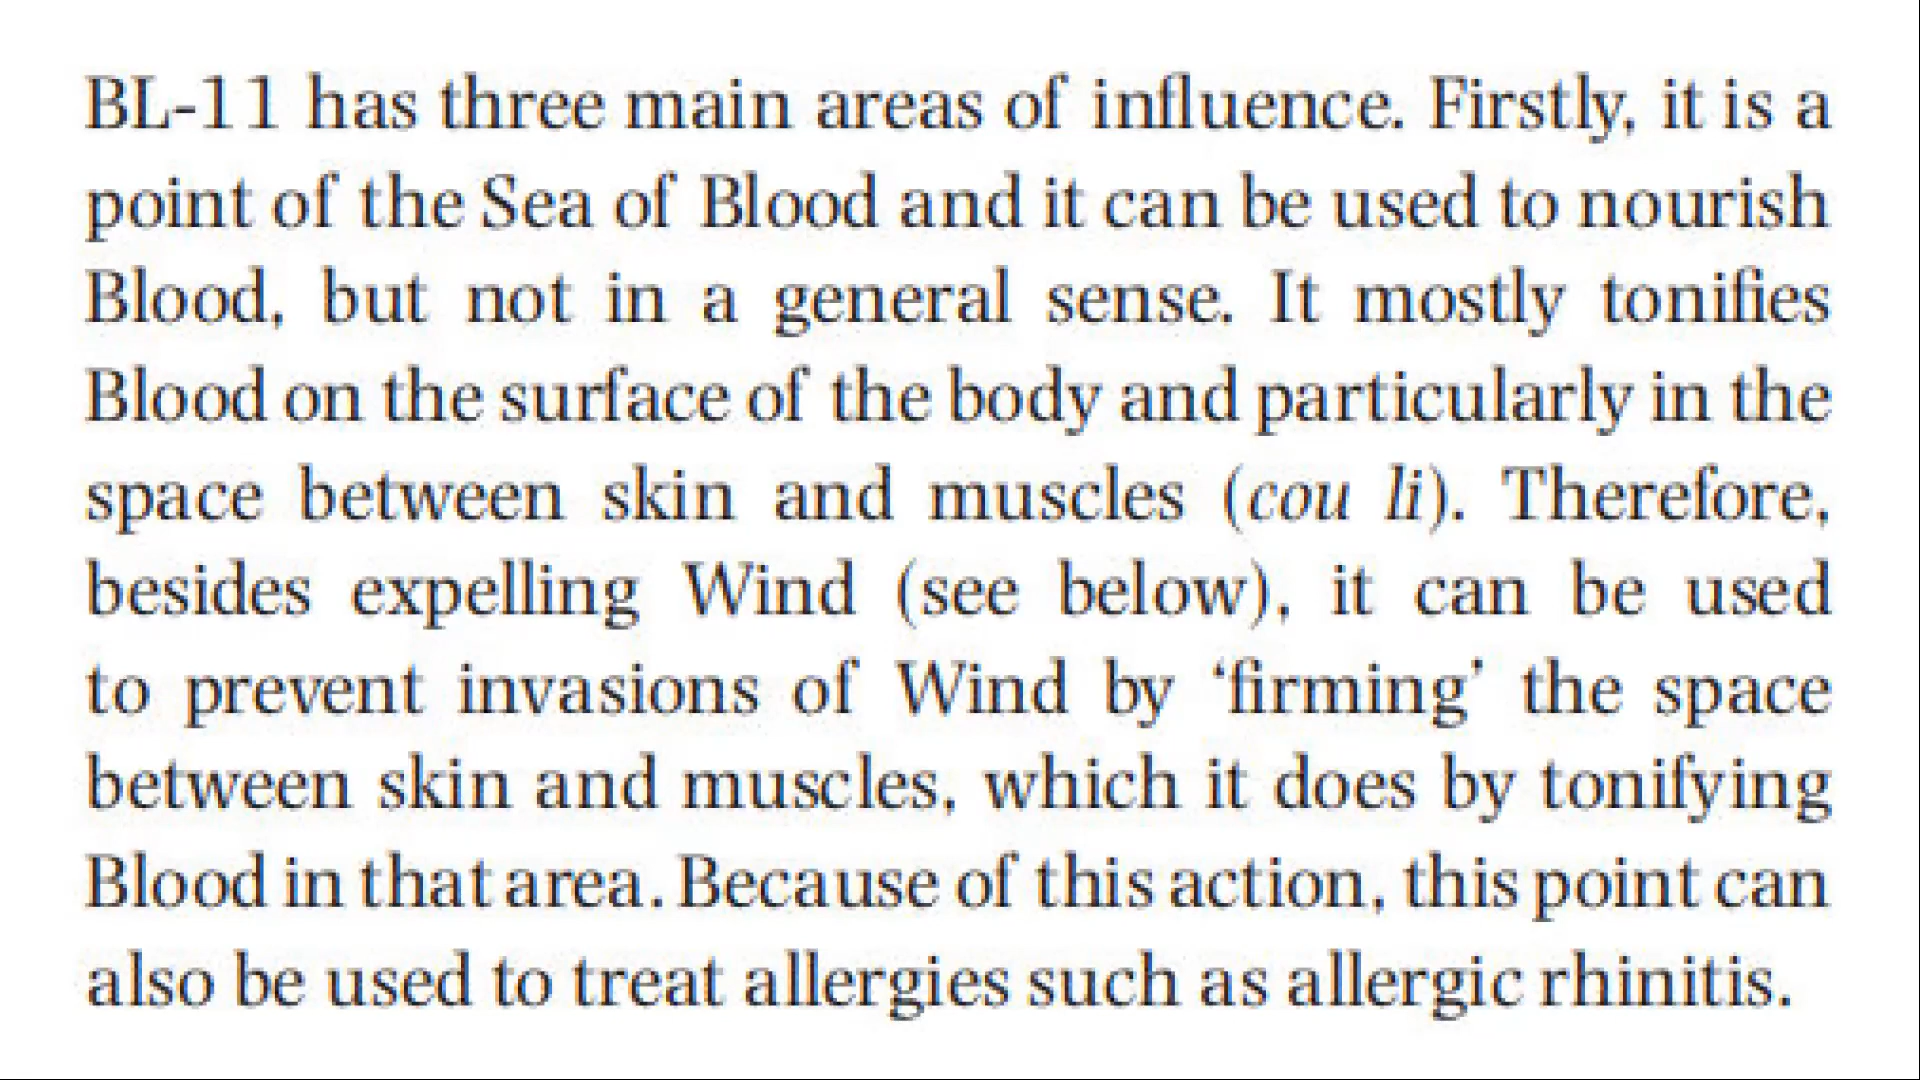 BL-11 has three main areas of influence. Firstly, it is a
point of the Sea of Blood and it can be used to nourish
Blood, but not in a general sense. It mostly tonifies
Blood on the surface of the body and particularly in the
space between skin and muscles (cou li). Therefore,
besides expelling Wind (see below), it can be used
to prevent invasions of Wind by ‘firming’ the space
between skin and muscles, which it does by tonifying
Blood in that area. Because of this action, this point can
also be used to treat allergies such as allergic rhinitis.